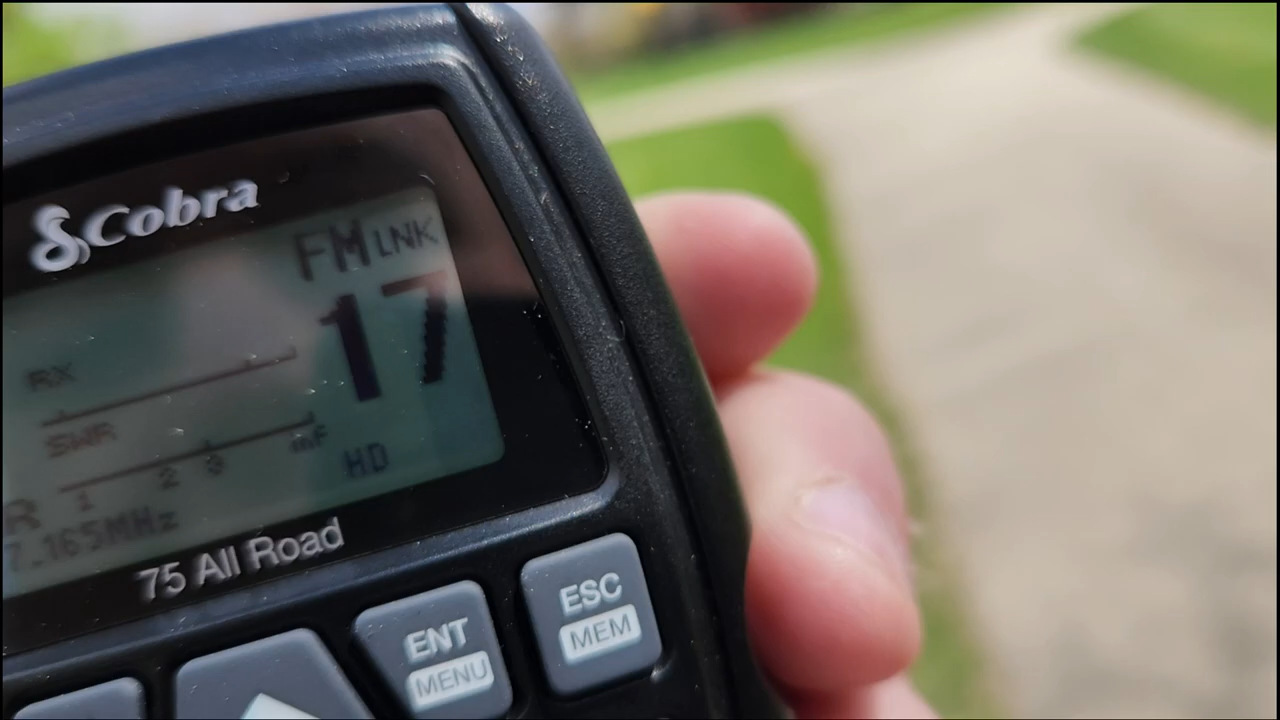 Cobra
FM LNK
17
RX
SWR
1 2 3
HD
R
7.165MHz
75 All Road
ENT
MENU
ESC
MEM